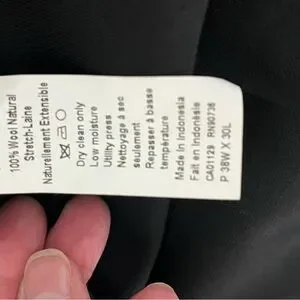 100% Wool Natural
Stretch-Laine
Naturellement Extensible
Dry clean only
Low moisture
Utility press
Nettoyage à sec
seulement
Repasser à basse
température
Made in Indonesia
Fait en Indonésie
CA01129 RN90736
P 38W X 30L